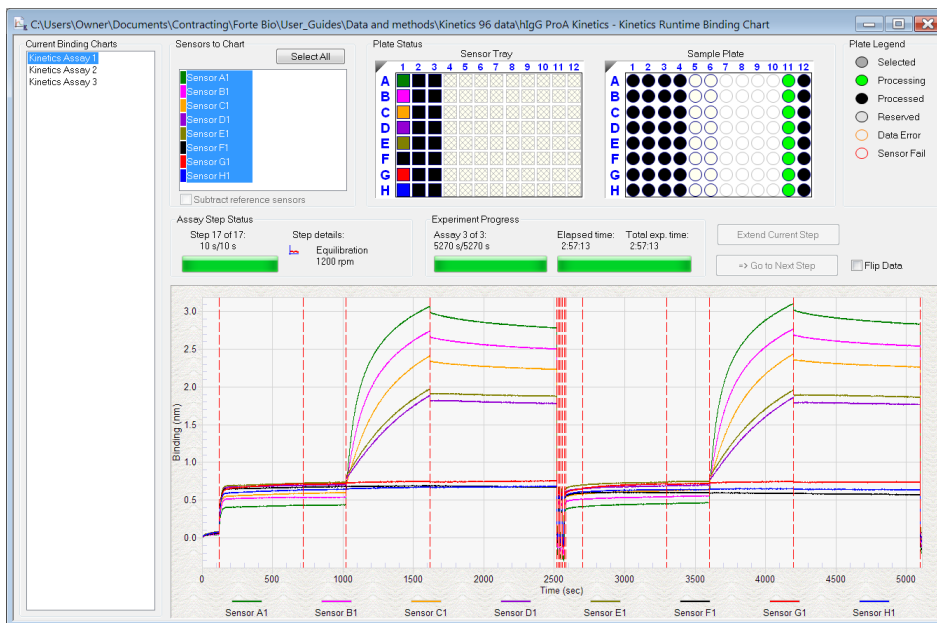 C:\Users\Owner\Documents\Contracting\Forte Bio\User_Guides\Data and methods\Kinetics 96 data\hIgG ProA Kinetics - Kinetics Runtime Binding Chart
Current Binding Charts
Kinetics Assay 1
Kinetics Assay 2
Kinetics Assay 3
Sensors to Chart
Select All
Sensor A1
Sensor B1
Sensor C1
Sensor D1
Sensor E1
Sensor F1
Sensor G1
Sensor H1
Subtract reference sensors
Plate Status
Sensor Tray
1 2 3 4 5 6 7 8 9 10 11 12
A
B
C
D
E
F
G
H
Sample Plate
1 2 3 4 5 6 7 8 9 10 11 12
A
B
C
D
E
F
G
H
Plate Legend
Selected
Processing
Processed
Reserved
Data Error
Sensor Fail
Assay Step Status
Step 17 of 17:
10 s/10 s
Step details:
Equilibration
1200 rpm
Experiment Progress
Assay 3 of 3:
5270 s/5270 s
Elapsed time:
2:57:13
Total exp. time:
2:57:13
Extend Current Step
=> Go to Next Step
Flip Data
Binding (nm)
3.0
2.5
2.0
1.5
1.0
0.5
0.0
0 500 1000 1500 2000 2500 3000 3500 4000 4500 5000
Time (sec)
Sensor A1 Sensor B1 Sensor C1 Sensor D1 Sensor E1 Sensor F1 Sensor G1 Sensor H1